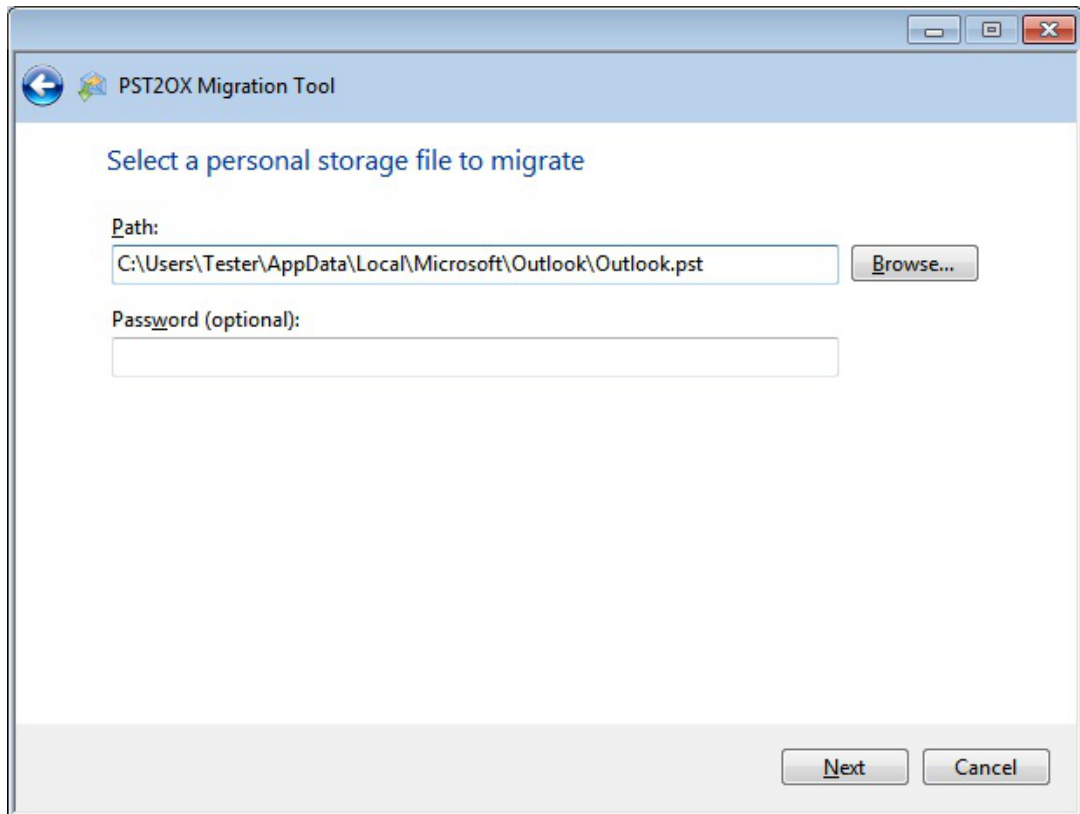 PST2OX Migration Tool
Select a personal storage file to migrate
Path:
C:\Users\Tester\AppData\Local\Microsoft\Outlook\Outlook.pst
Browse...
Password (optional):
Next
Cancel